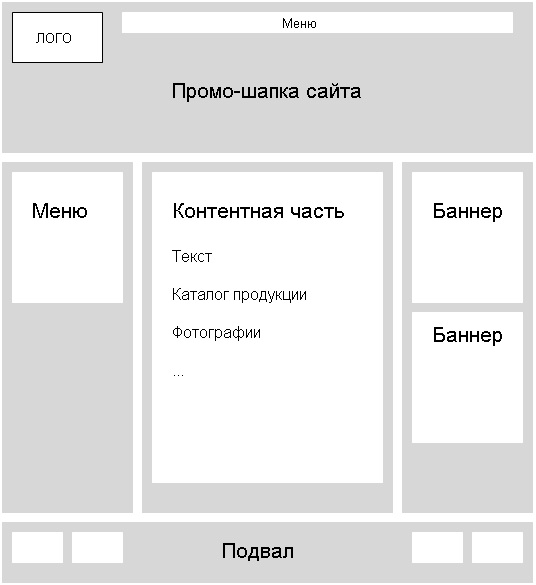 ЛОГО
Меню
Промо-шапка сайта
Меню
Контентная часть
Текст
Каталог продукции
Фотографии
...
Баннер
Баннер
Подвал